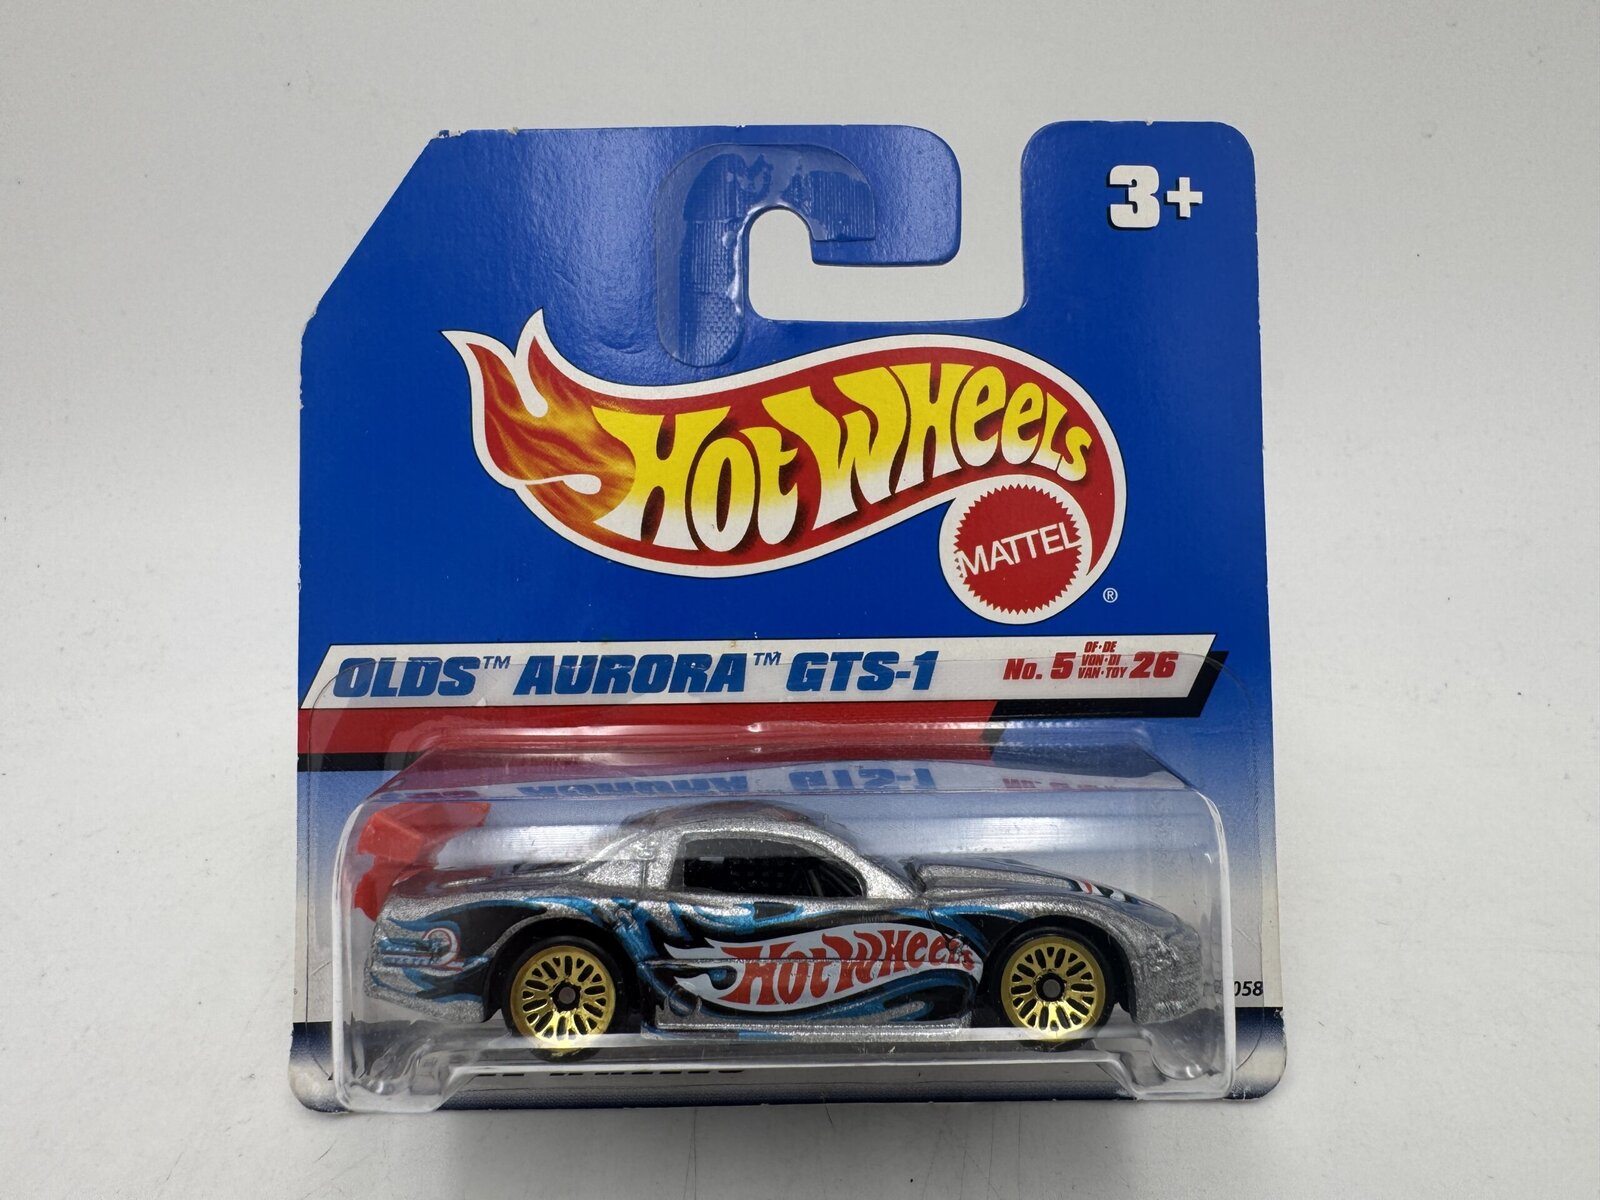 3+
HOT WHEELS
MATTEL
®
OLDS™ AURORA™ GTS-1
No. 5 OF·DE VON·DI VAN·TOY 26
HOT WHEELS
058